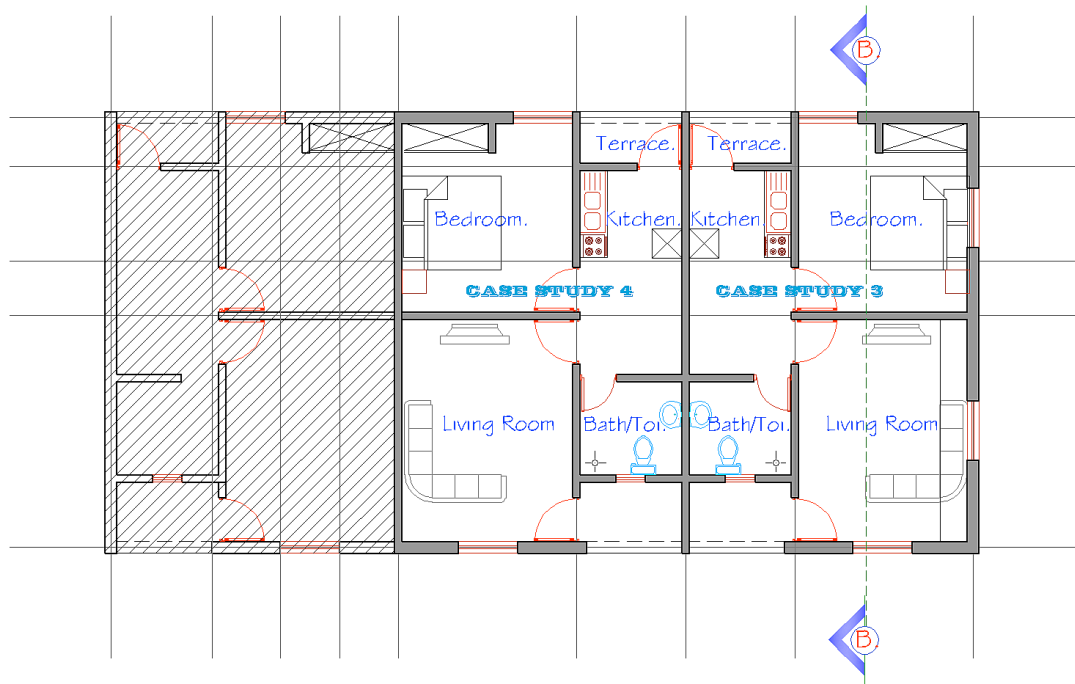 B.
Terrace. Terrace.
Bedroom. Kitchen. Kitchen. Bedroom.
CASE STUDY 4 CASE STUDY 3
Living Room Bath/Toi. Bath/Toi. Living Room
B.